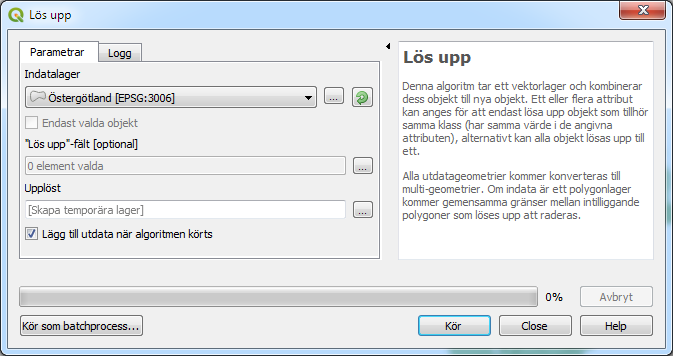 Lös upp
Parametrar
Logg
Indatalager
Östergötland [EPSG:3006]
...
Endast valda objekt
"Lös upp"-fält [optional]
0 element valda
...
Upplöst
[Skapa temporära lager]
...
Lägg till utdata när algoritmen körts
Lös upp
Denna algoritm tar ett vektorlager och kombinerar
dess objekt till nya objekt. Ett eller flera attribut
kan anges för att endast lösa upp objekt som tillhör
samma klass (har samma värde i de angivna
attributen), alternativt kan alla objekt lösas upp till
ett.
Alla utdatageometrier kommer konverteras till
multi-geometrier. Om indata är ett polygonlager
kommer gemensamma gränser mellan intilliggande
polygoner som löses upp att raderas.
0%
Avbryt
Kör som batchprocess...
Kör
Close
Help